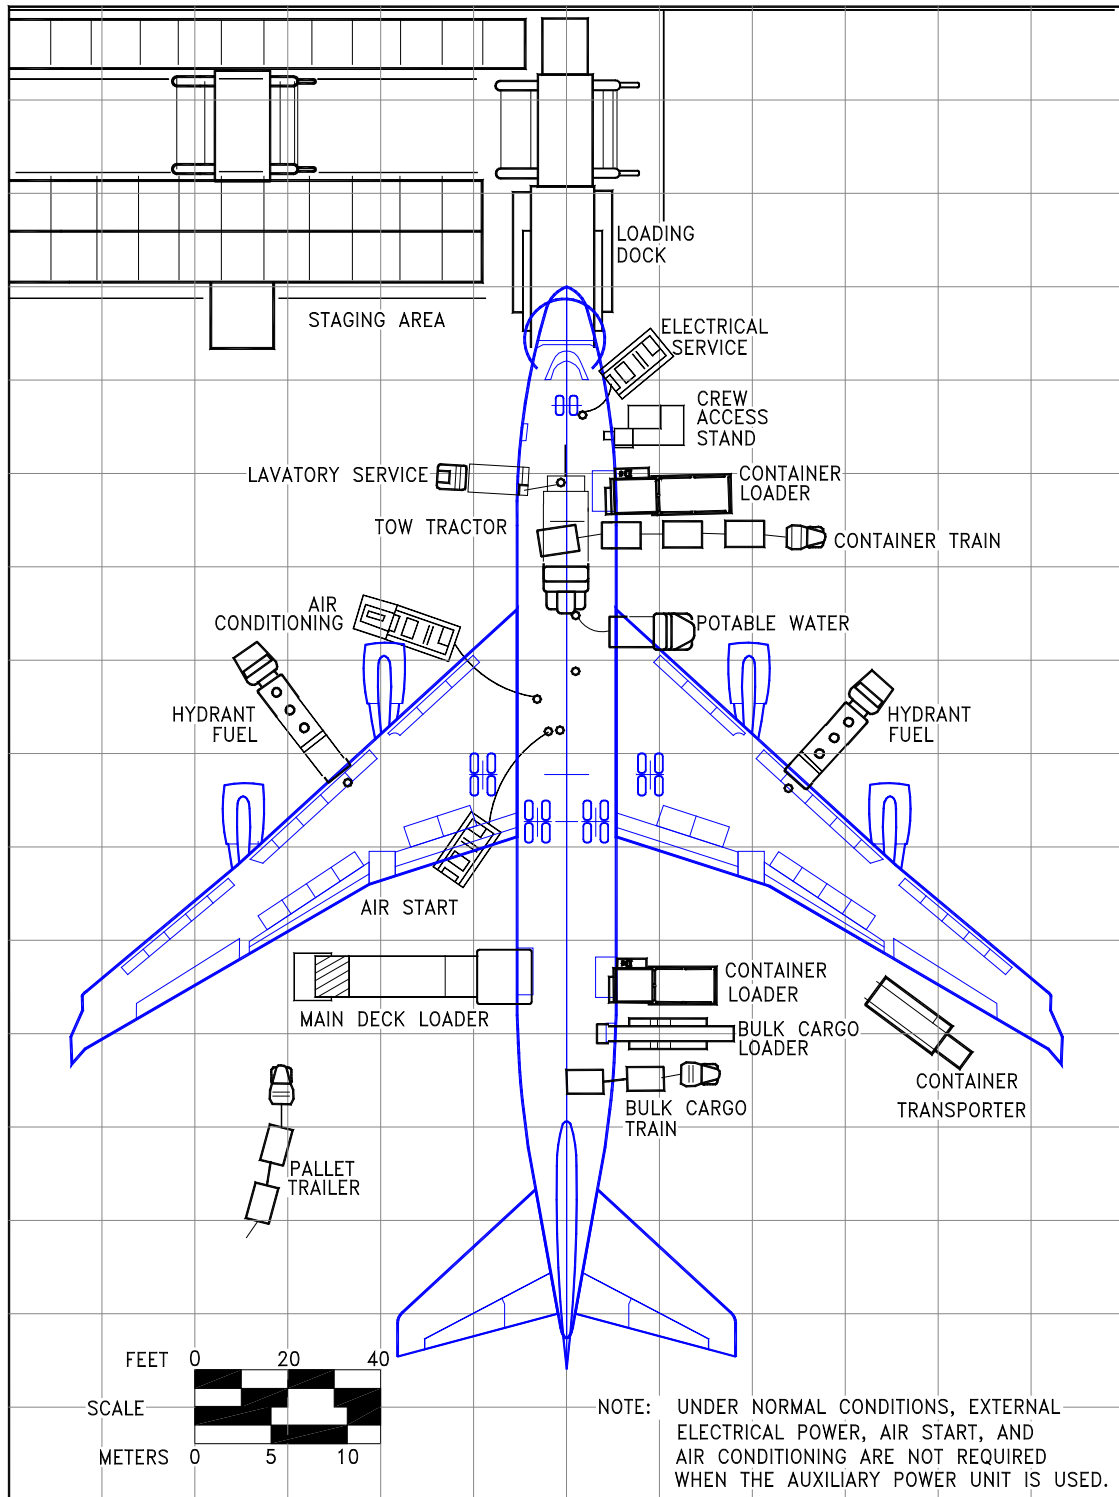 LOADING
DOCK
STAGING AREA
ELECTRICAL
SERVICE
CREW
ACCESS
STAND
LAVATORY SERVICE
CONTAINER
LOADER
TOW TRACTOR
CONTAINER TRAIN
AIR
CONDITIONING
POTABLE WATER
HYDRANT
FUEL
HYDRANT
FUEL
AIR START
CONTAINER
LOADER
MAIN DECK LOADER
BULK CARGO
LOADER
CONTAINER
TRANSPORTER
BULK CARGO
TRAIN
PALLET
TRAILER
FEET 0 20 40
SCALE
METERS 0 5 10
NOTE: UNDER NORMAL CONDITIONS, EXTERNAL
ELECTRICAL POWER, AIR START, AND
AIR CONDITIONING ARE NOT REQUIRED
WHEN THE AUXILIARY POWER UNIT IS USED.